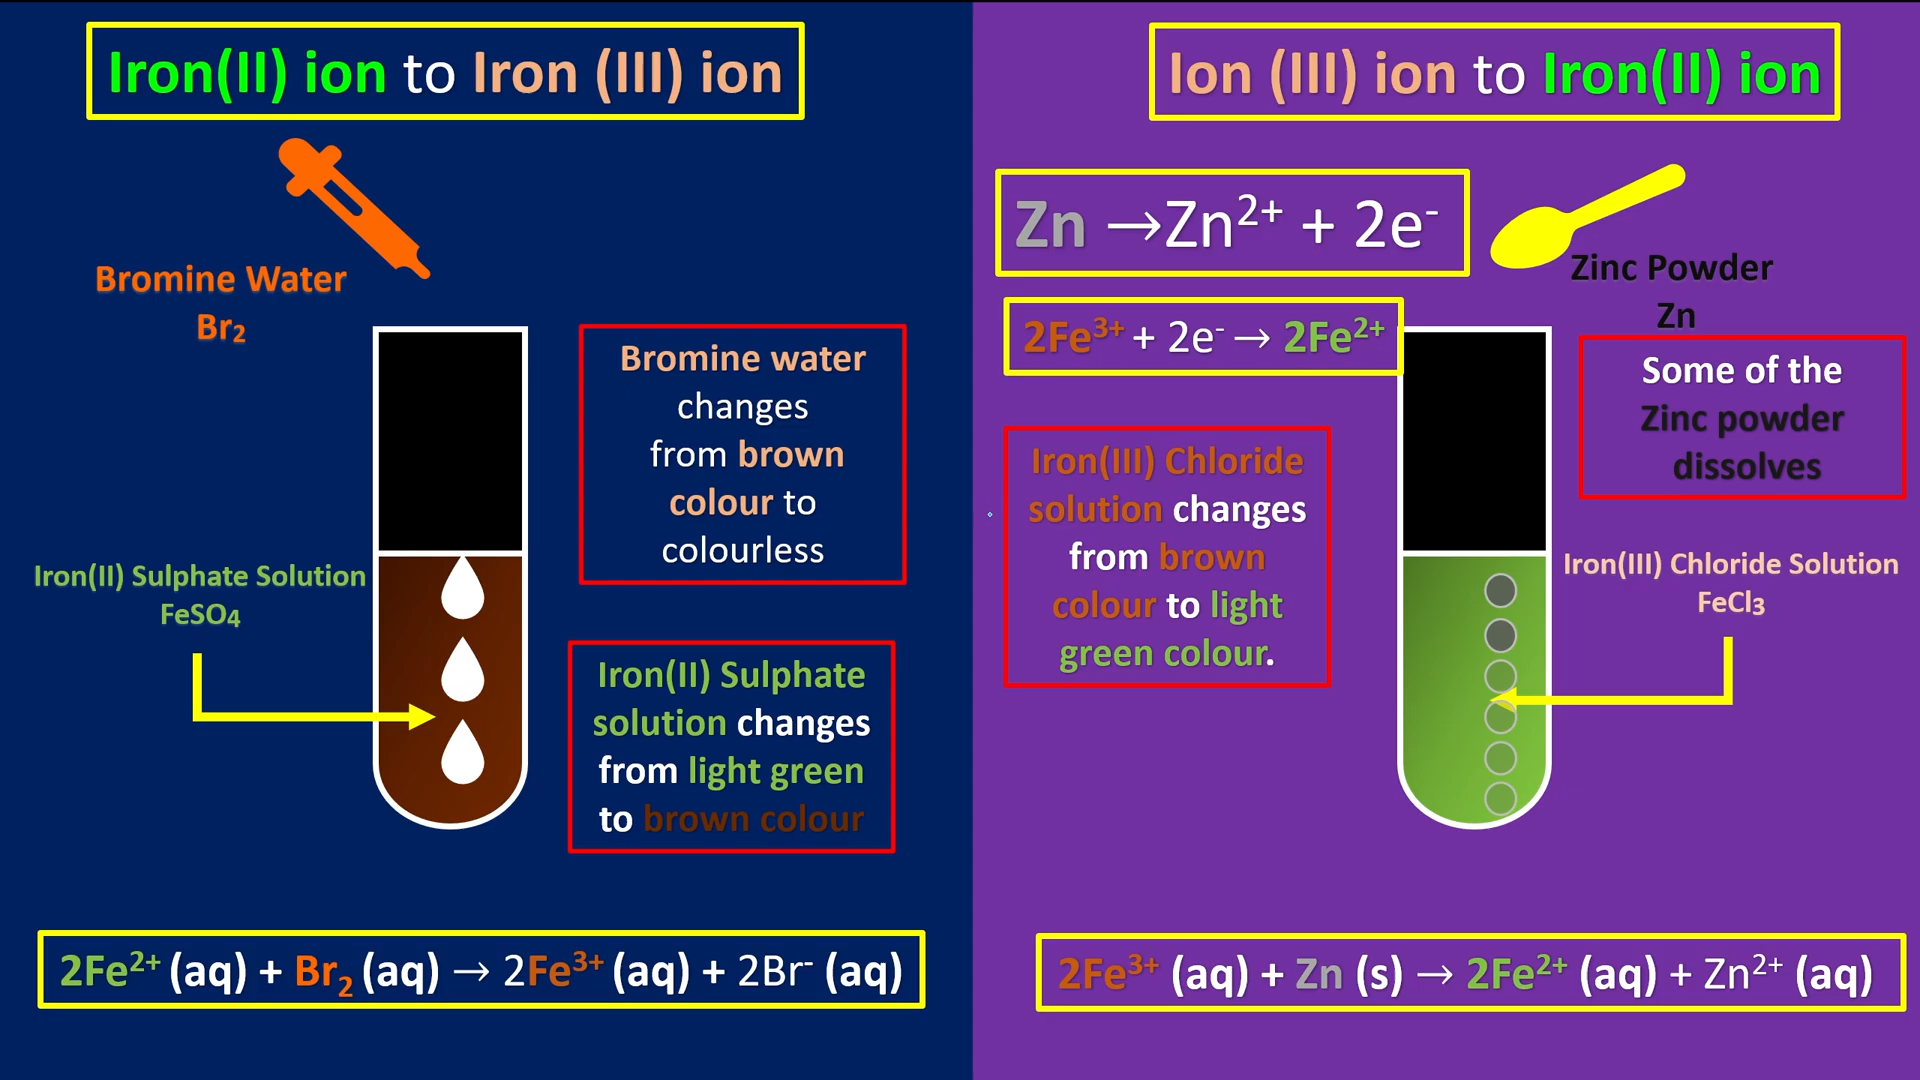 Iron(II) ion to Iron (III) ion
Bromine Water
Br₂
Bromine water
changes
from brown
colour to
colourless
Iron(II) Sulphate Solution
FeSO₄
Iron(II) Sulphate
solution changes
from light green
to brown colour
2Fe²⁺ (aq) + Br₂ (aq) → 2Fe³⁺ (aq) + 2Br⁻ (aq)
Ion (III) ion to Iron(II) ion
Zn →Zn²⁺ + 2e⁻
Zinc Powder
Zn
2Fe³⁺ + 2e⁻ → 2Fe²⁺
Some of the
Zinc powder
dissolves
Iron(III) Chloride
solution changes
from brown
colour to light
green colour.
Iron(III) Chloride Solution
FeCl₃
2Fe³⁺ (aq) + Zn (s) → 2Fe²⁺ (aq) + Zn²⁺ (aq)